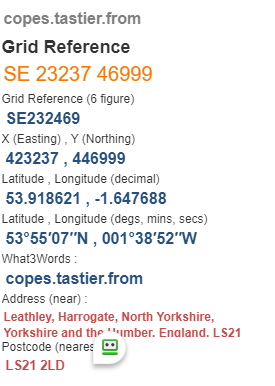 copes.tastier.from
Grid Reference
SE 23237 46999
Grid Reference (6 figure)
SE232469
X (Easting) , Y (Northing)
423237 , 446999
Latitude , Longitude (decimal)
53.918621 , -1.647688
Latitude , Longitude (degs, mins, secs)
53°55′07″N , 001°38′52″W
What3Words :
copes.tastier.from
Address (near) :
Leathley, Harrogate, North Yorkshire,
Yorkshire and the Humber, England, LS21
Postcode (neares
LS21 2LD